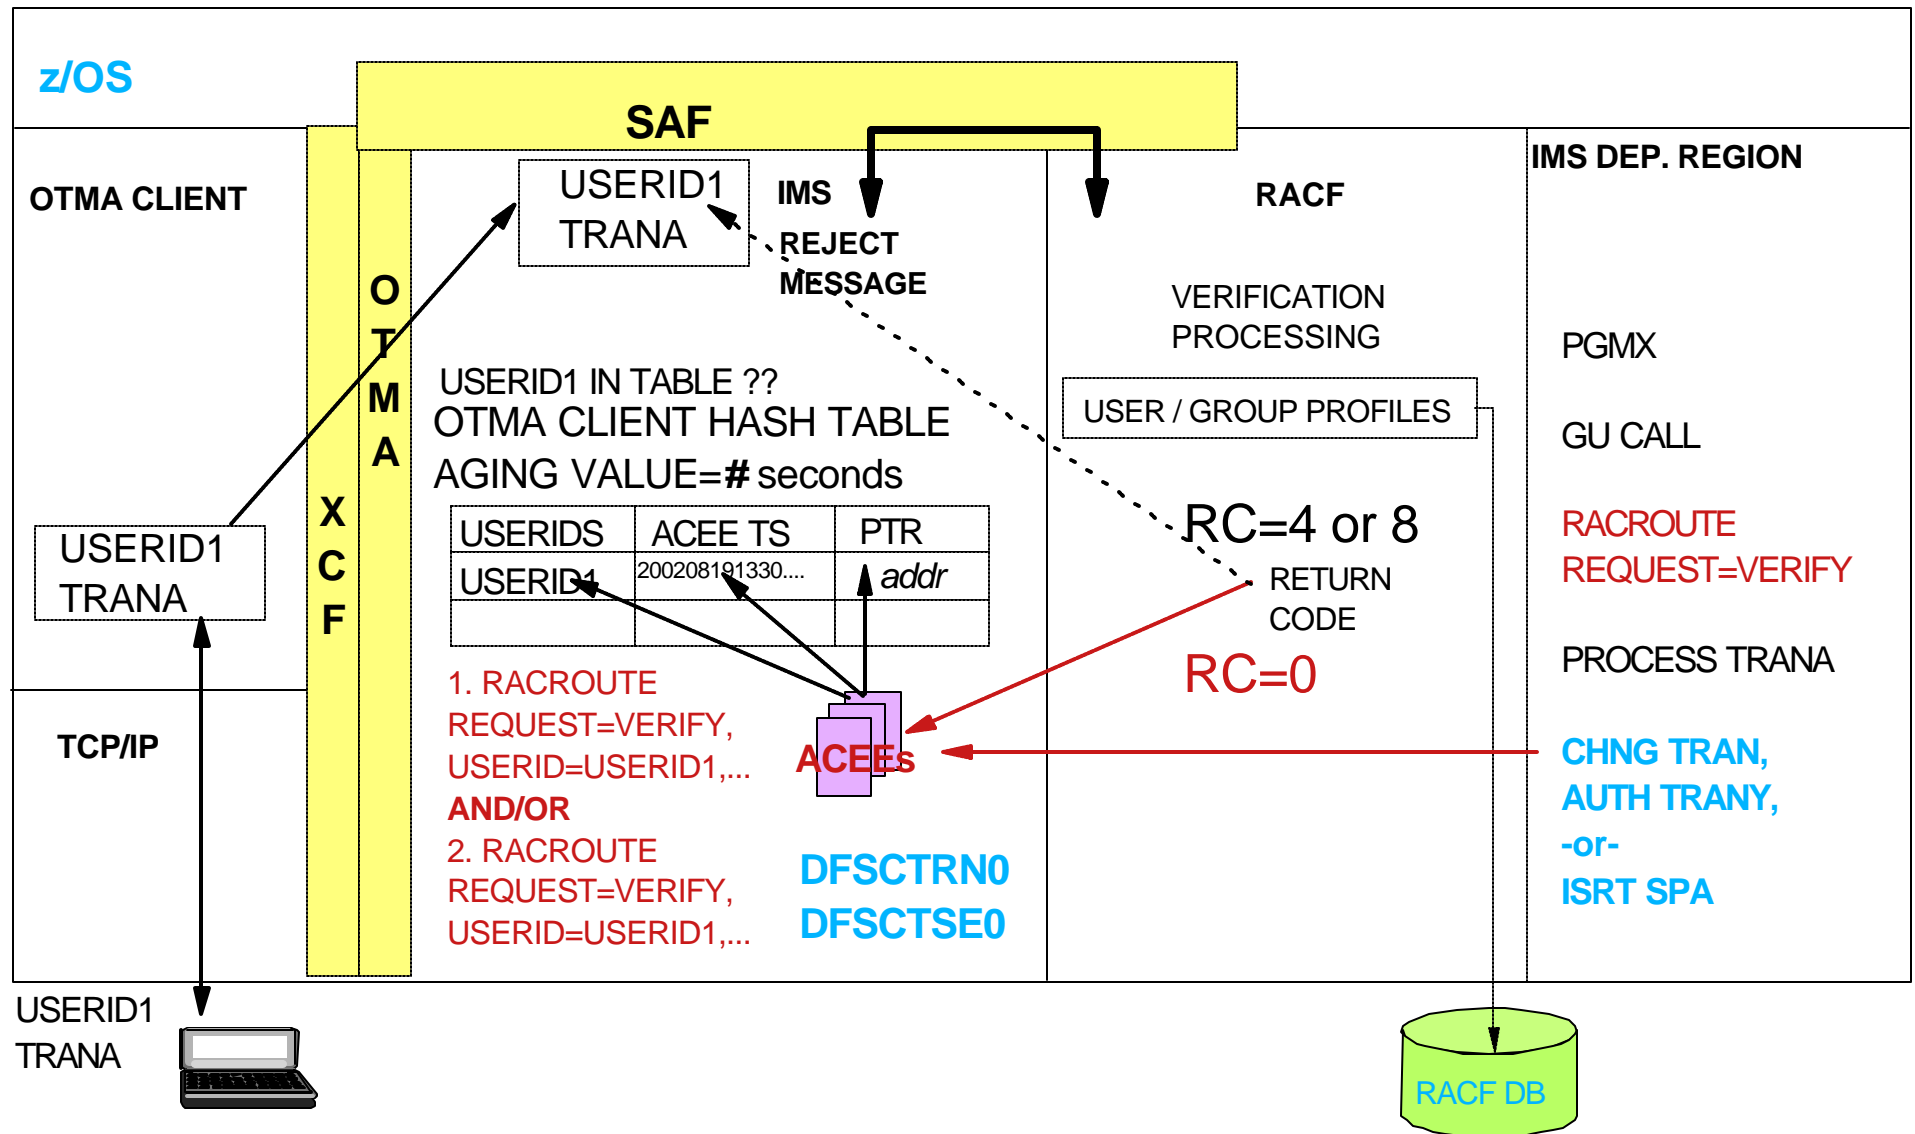 z/OS
SAF
OTMA CLIENT
USERID1
TRANA
TCP/IP
USERID1
TRANA
XCF
OTMA
USERID1
TRANA
IMS
REJECT
MESSAGE
USERID1 IN TABLE ??
OTMA CLIENT HASH TABLE
AGING VALUE=# seconds
USERIDS ACEE TS PTR
USERID1 200208191330.... addr
1. RACROUTE
REQUEST=VERIFY,
USERID=USERID1,...
AND/OR
2. RACROUTE
REQUEST=VERIFY,
USERID=USERID1,...
ACEEs
DFSCTRN0
DFSCTSE0
RACF
VERIFICATION
PROCESSING
USER / GROUP PROFILES
RC=4 or 8
RETURN
CODE
RC=0
RACF DB
IMS DEP. REGION
PGMX
GU CALL
RACROUTE
REQUEST=VERIFY
PROCESS TRANA
CHNG TRAN,
AUTH TRANY,
-or-
ISRT SPA